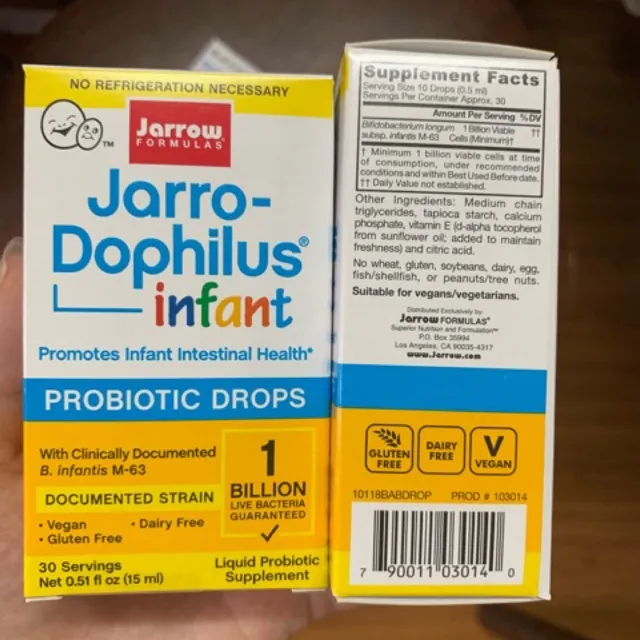 NO REFRIGERATION NECESSARY
TM
Jarrow
FORMULAS®
Jarro-
Dophilus®
infant
Promotes Infant Intestinal Health*
PROBIOTIC DROPS
With Clinically Documented
B. infantis M-63
DOCUMENTED STRAIN
• Vegan • Dairy Free
• Gluten Free
1
BILLION
LIVE BACTERIA
GUARANTEED
30 Servings
Net 0.51 fl oz (15 ml)
Liquid Probiotic
Supplement
Supplement Facts
Serving Size 10 Drops (0.5 ml)
Servings Per Container Approx. 30
Amount Per Serving %DV
Bifidobacterium longum 1 Billion Viable ††
subsp. infantis M-63 Cells (Minimum)†
† Minimum 1 billion viable cells at time
of consumption, under recommended
conditions and within Best Used Before date.
†† Daily Value not established.
Other Ingredients: Medium chain
triglycerides, tapioca starch, calcium
phosphate, vitamin E (d-alpha tocopherol
from sunflower oil; added to maintain
freshness) and citric acid.
No wheat, gluten, soybeans, dairy, egg,
fish/shellfish, or peanuts/tree nuts.
Suitable for vegans/vegetarians.
Distributed Exclusively by
Jarrow FORMULAS®
Superior Nutrition and Formulation™
P.O. Box 35994
Los Angeles, CA 90035-4317
www.Jarrow.com
GLUTEN
FREE
DAIRY
FREE
V
VEGAN
10118BABDROP PROD # 103014
7 90011 03014 0